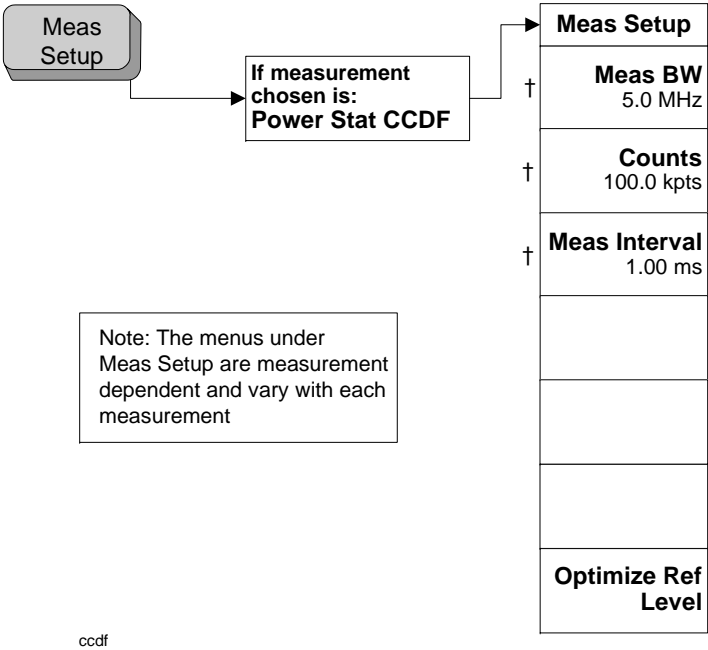 Meas
Setup
If measurement
chosen is:
Power Stat CCDF
Meas Setup
† Meas BW
5.0 MHz
† Counts
100.0 kpts
† Meas Interval
1.00 ms
Optimize Ref
Level
Note: The menus under
Meas Setup are measurement
dependent and vary with each
measurement
ccdf